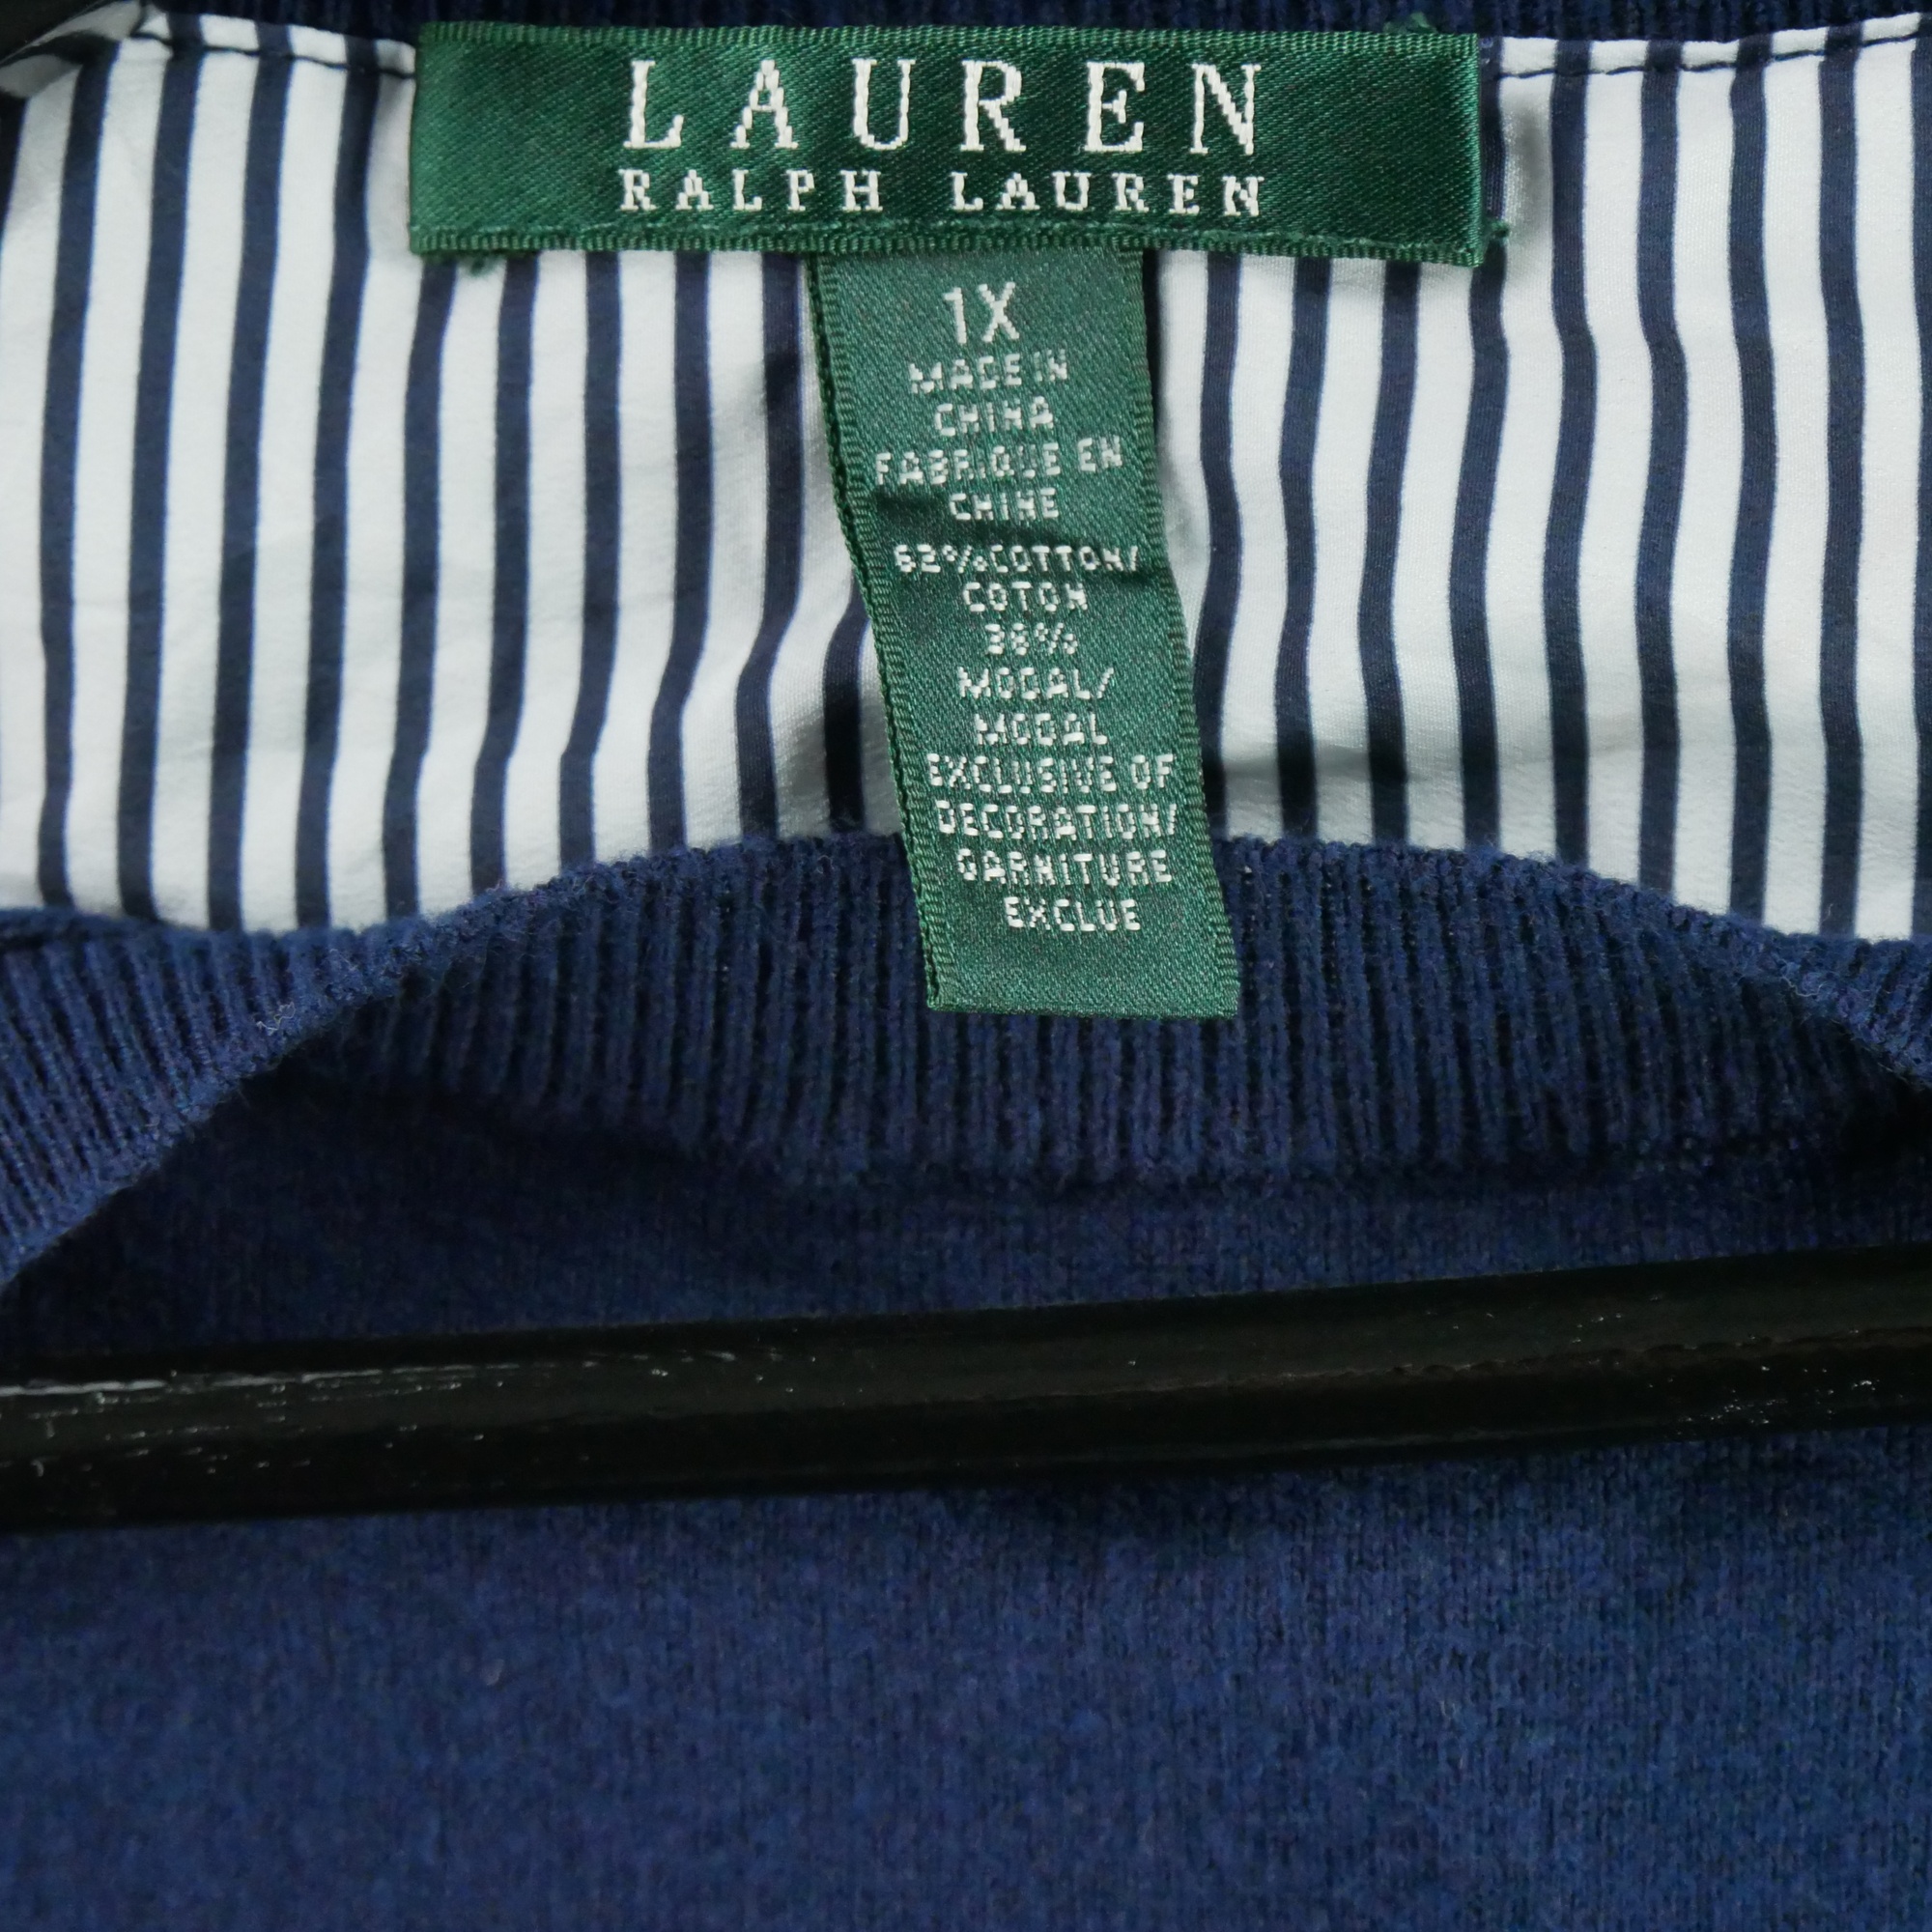 LAUREN
RALPH LAUREN
1X
MADE IN
CHINA
FABRIQUE EN
CHINE
62%COTTON/
COTON
38%
MODAL/
MODAL
EXCLUSIVE OF
DECORATION/
GARNITURE
EXCLUE